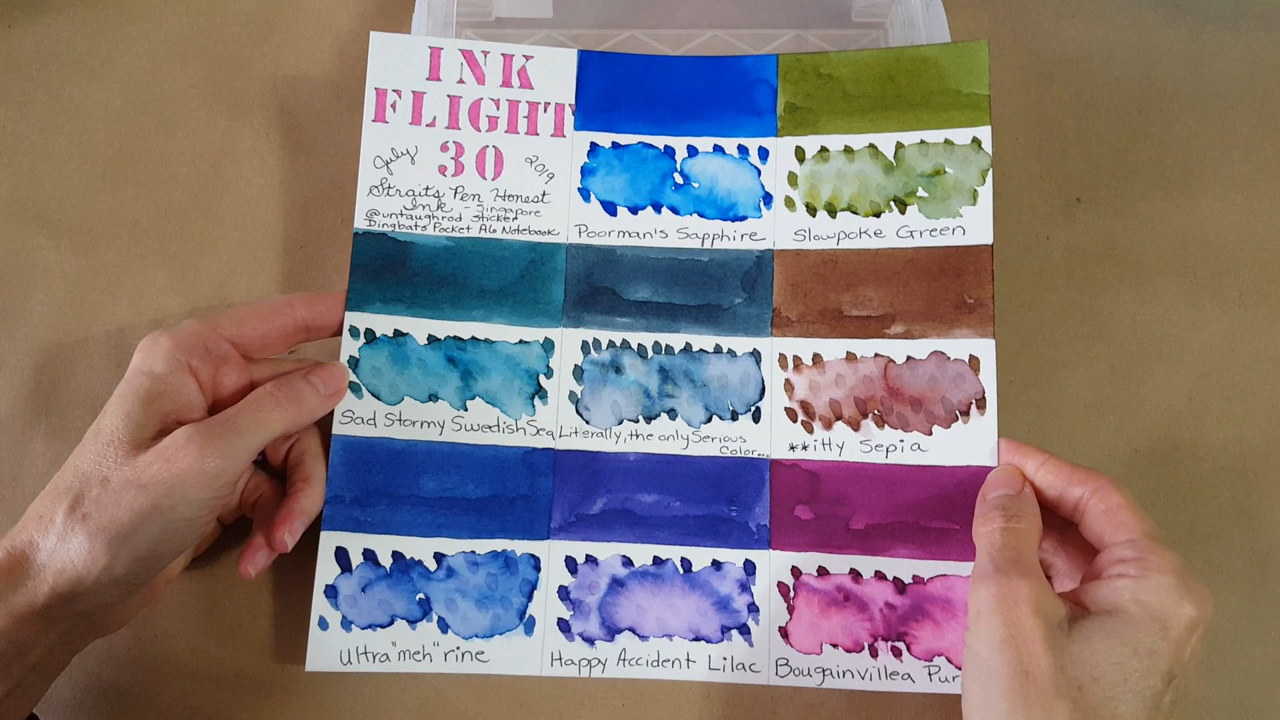 INK
FLIGHT
30
July 2019
Straits Pen Honest
Ink - Singapore
@untaughrod sticker
Dingbats Pocket A6 Notebook
Poorman's Sapphire
Slowpoke Green
Sad Stormy Swedish Sea
Literally, the only Serious
Color...
**itty Sepia
Ultra"meh"rine
Happy Accident Lilac
Bougainvillea Pur